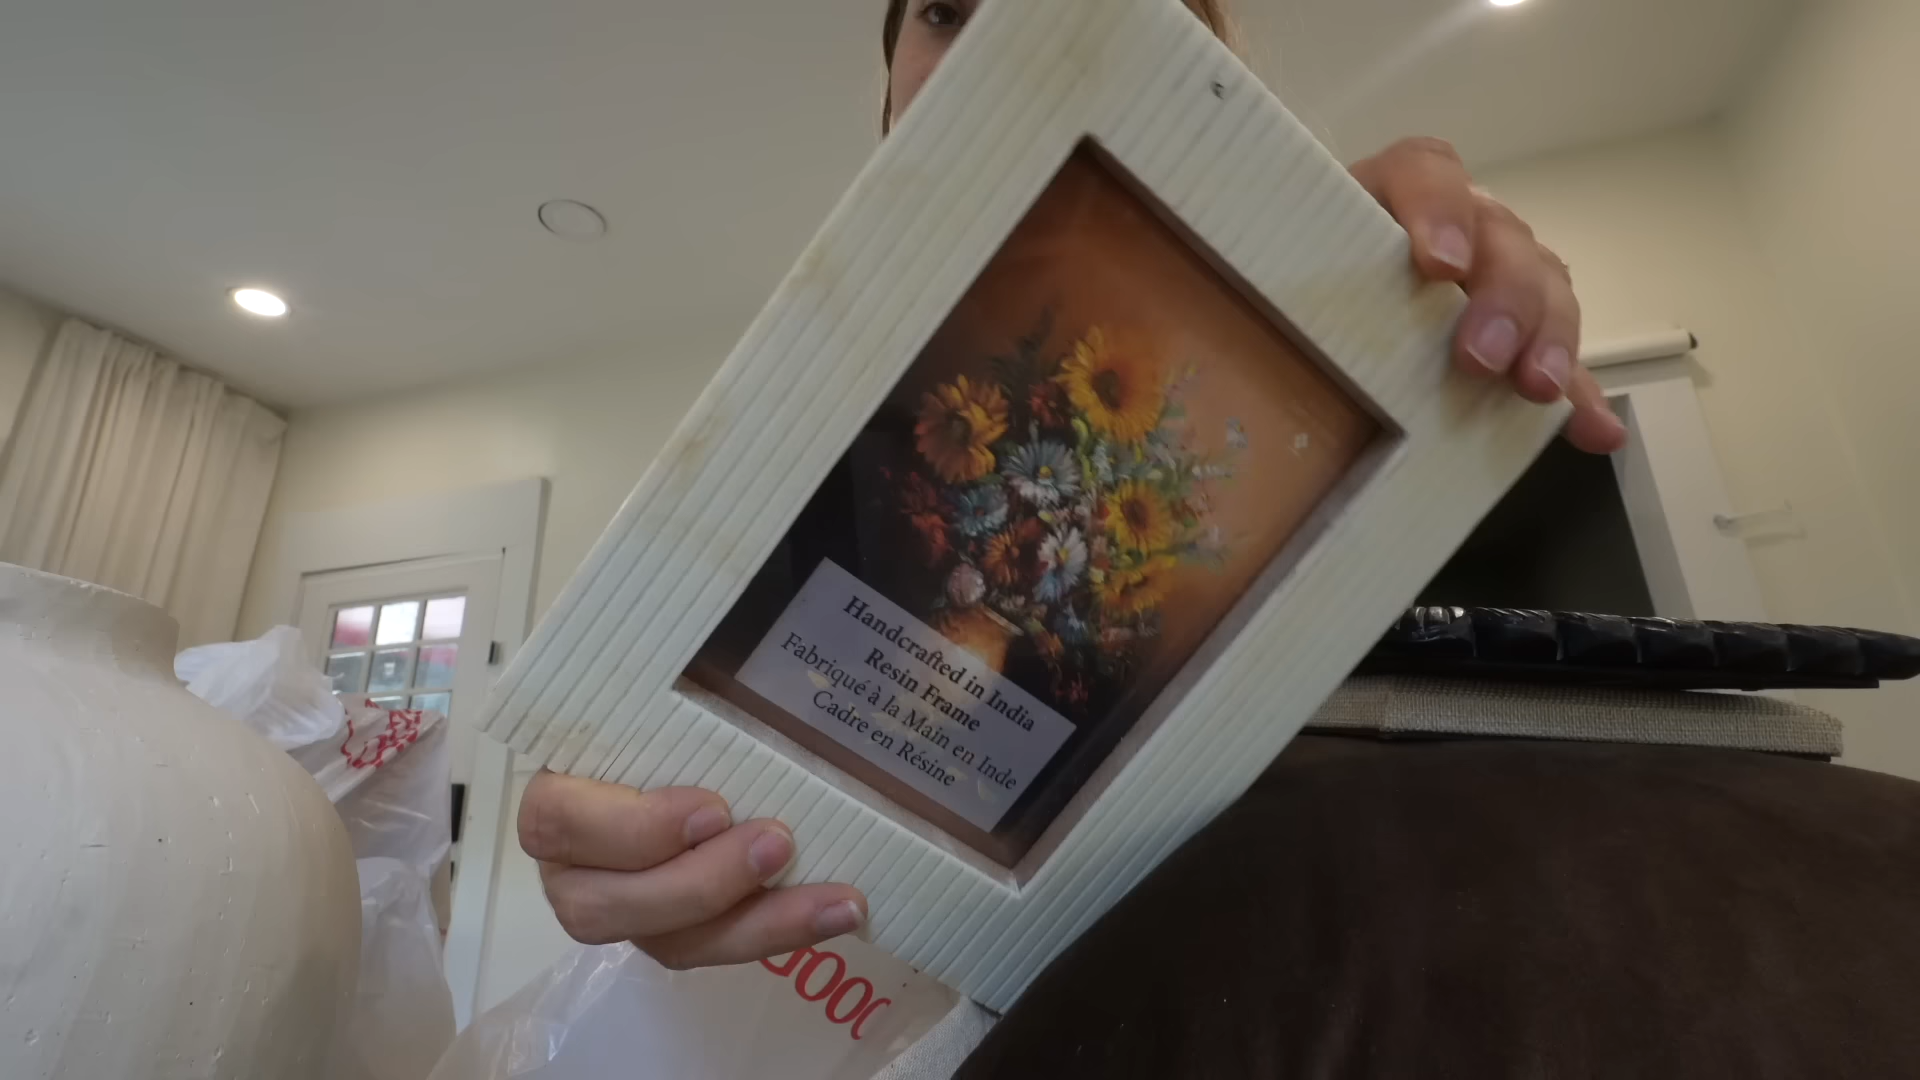 Handcrafted in India
Resin Frame
Fabriqué à la Main en Inde
Cadre en Résine